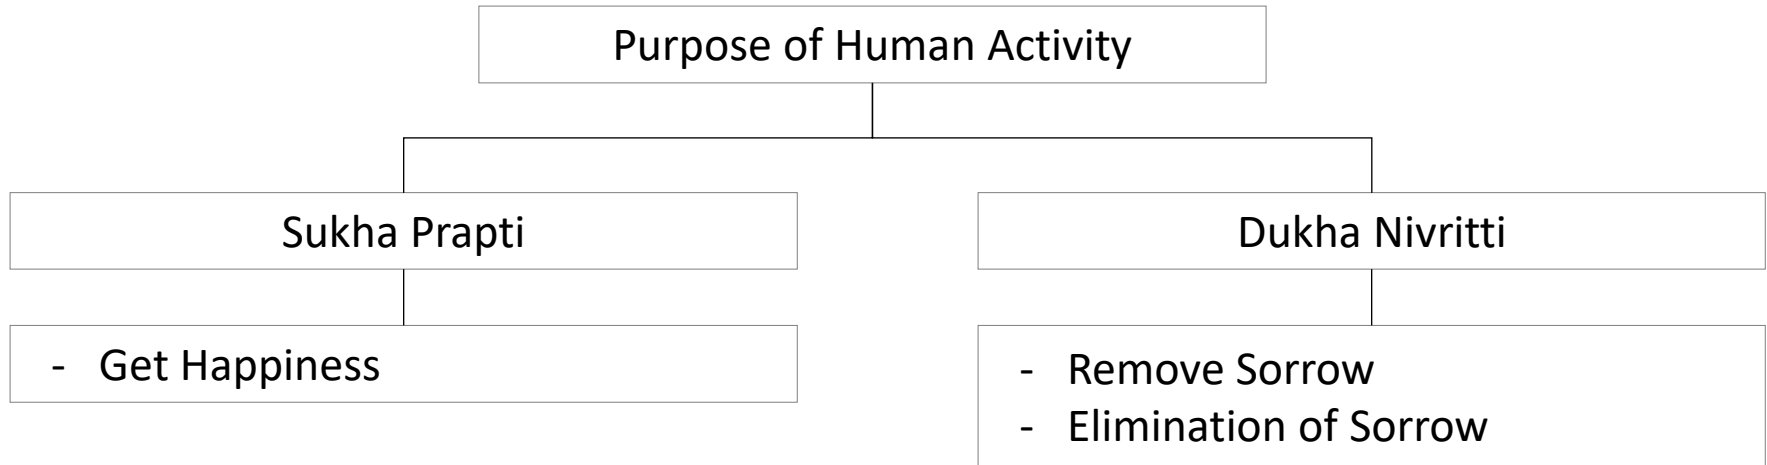 Purpose of Human Activity
Sukha Prapti
Dukha Nivritti
- Get Happiness
- Remove Sorrow
- Elimination of Sorrow